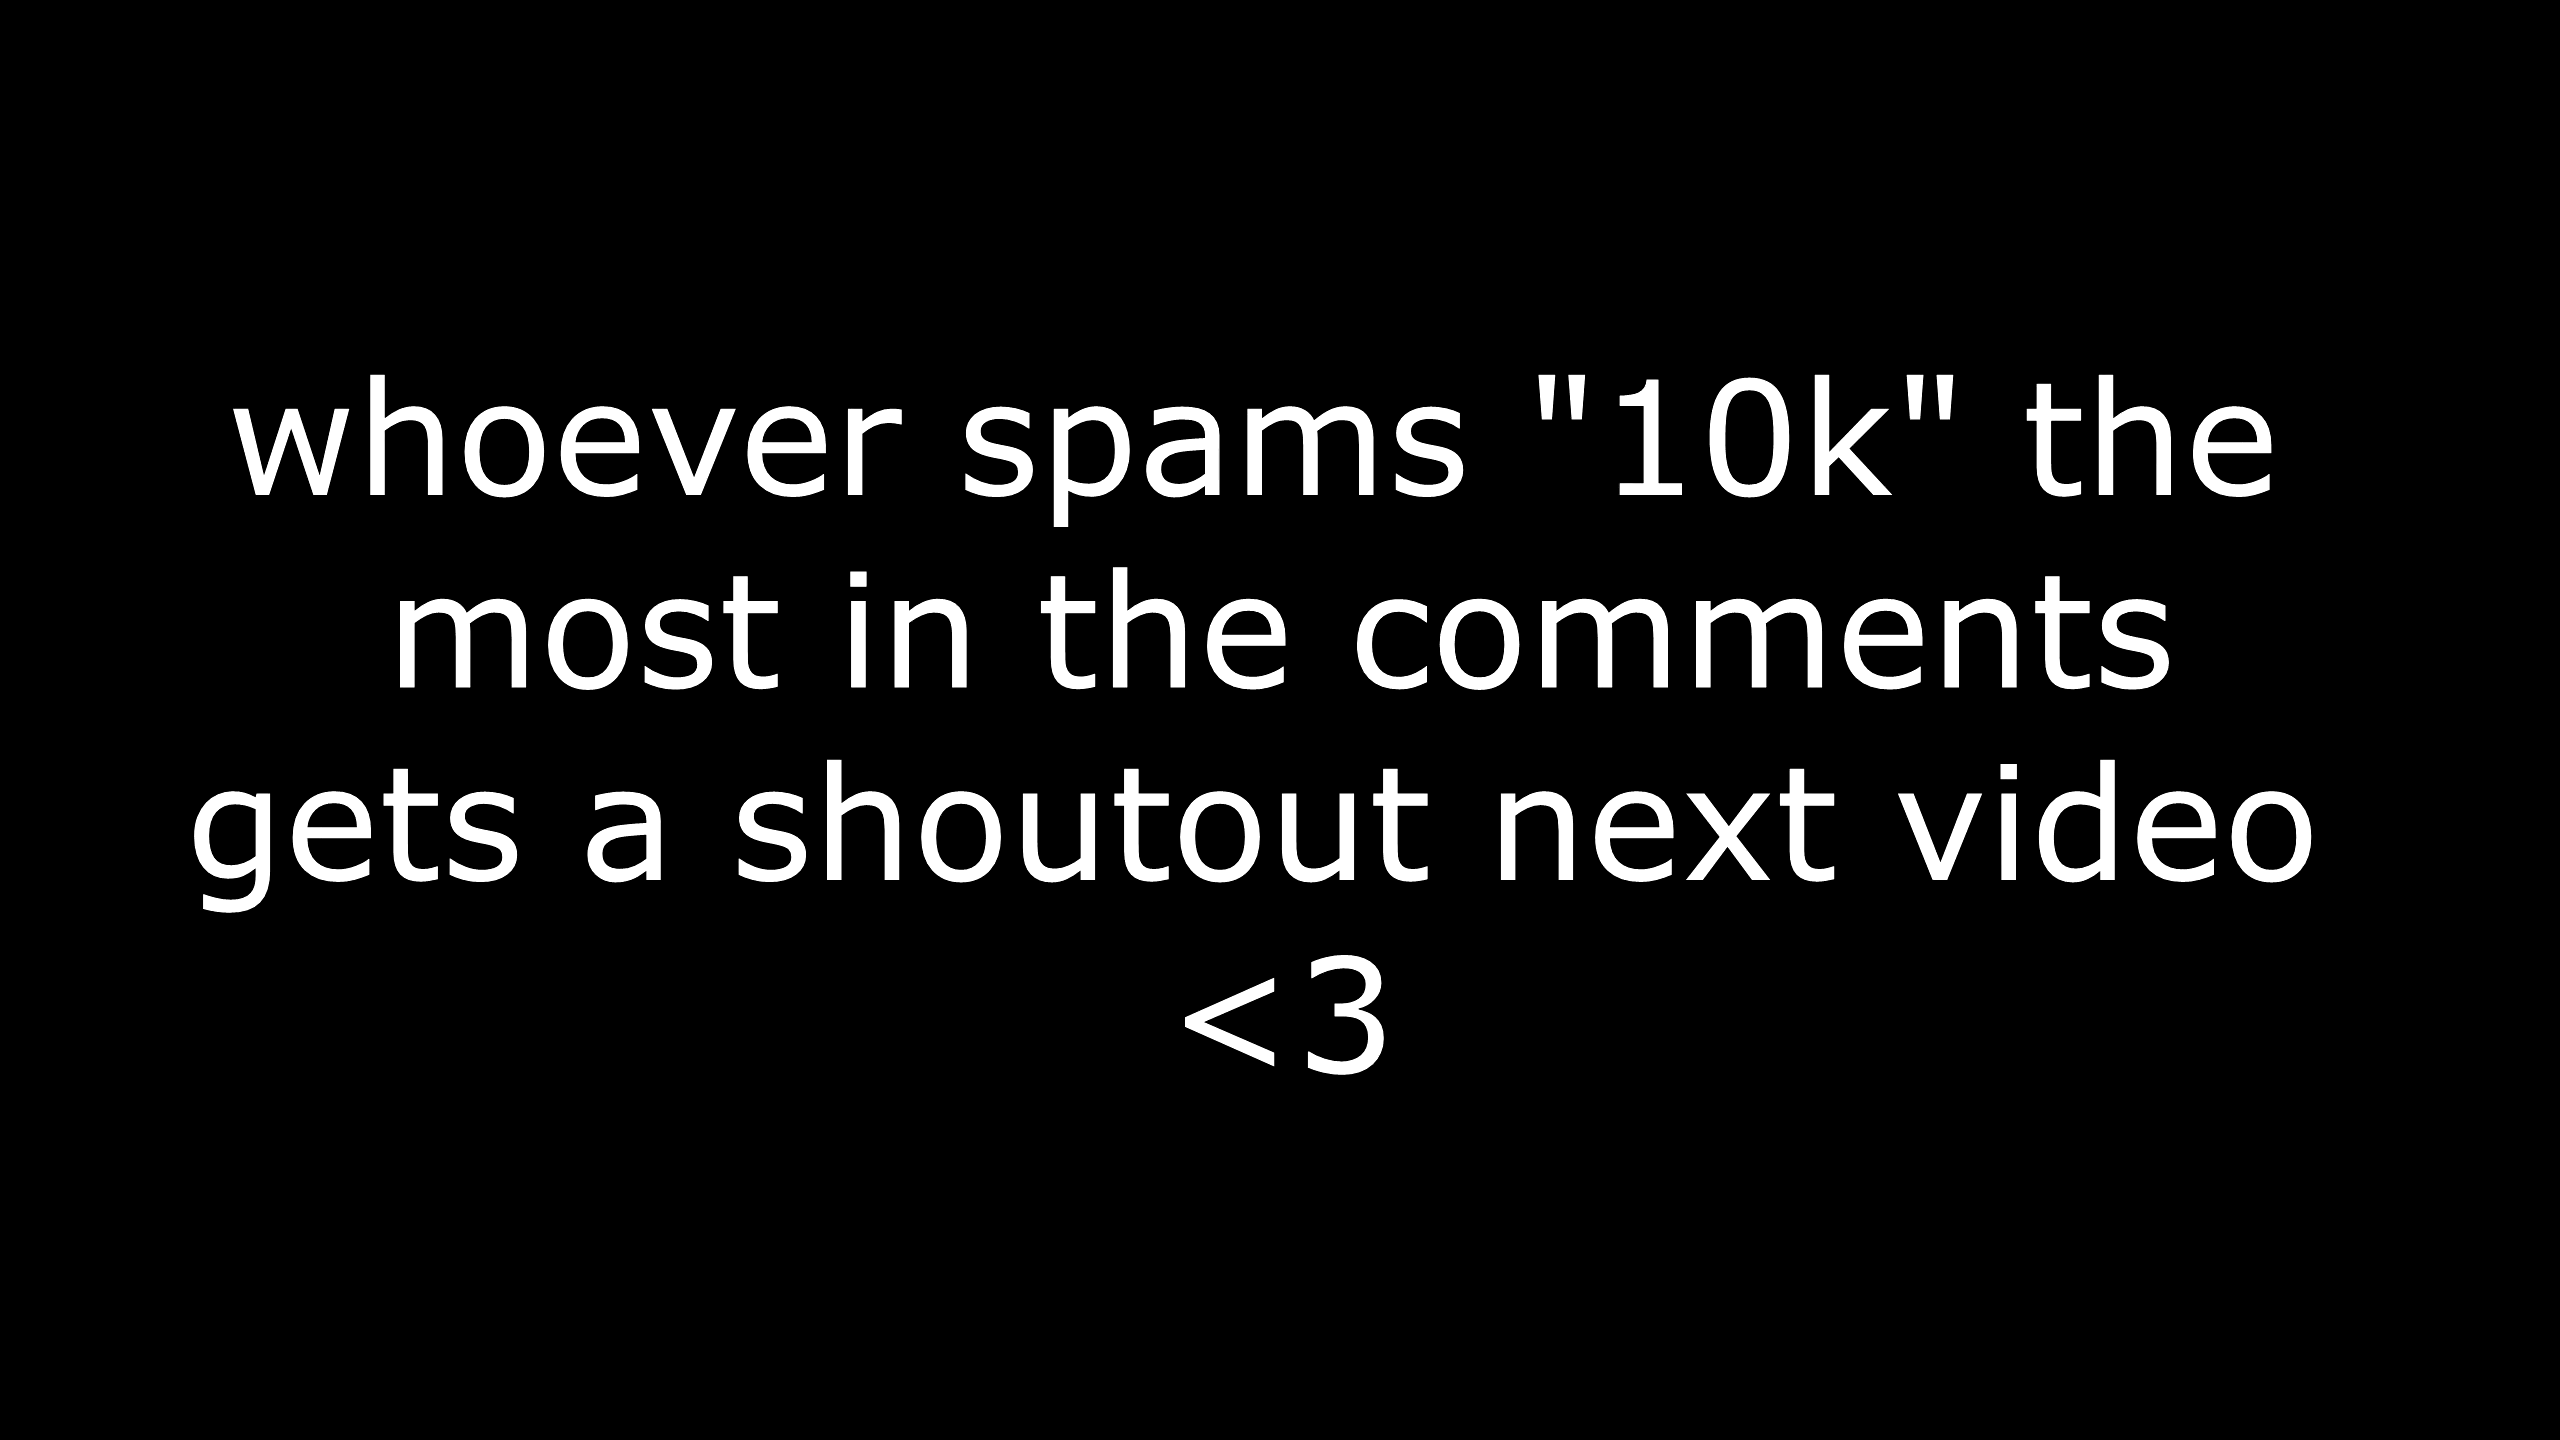 whoever spams "10k" the
most in the comments
gets a shoutout next video
<3